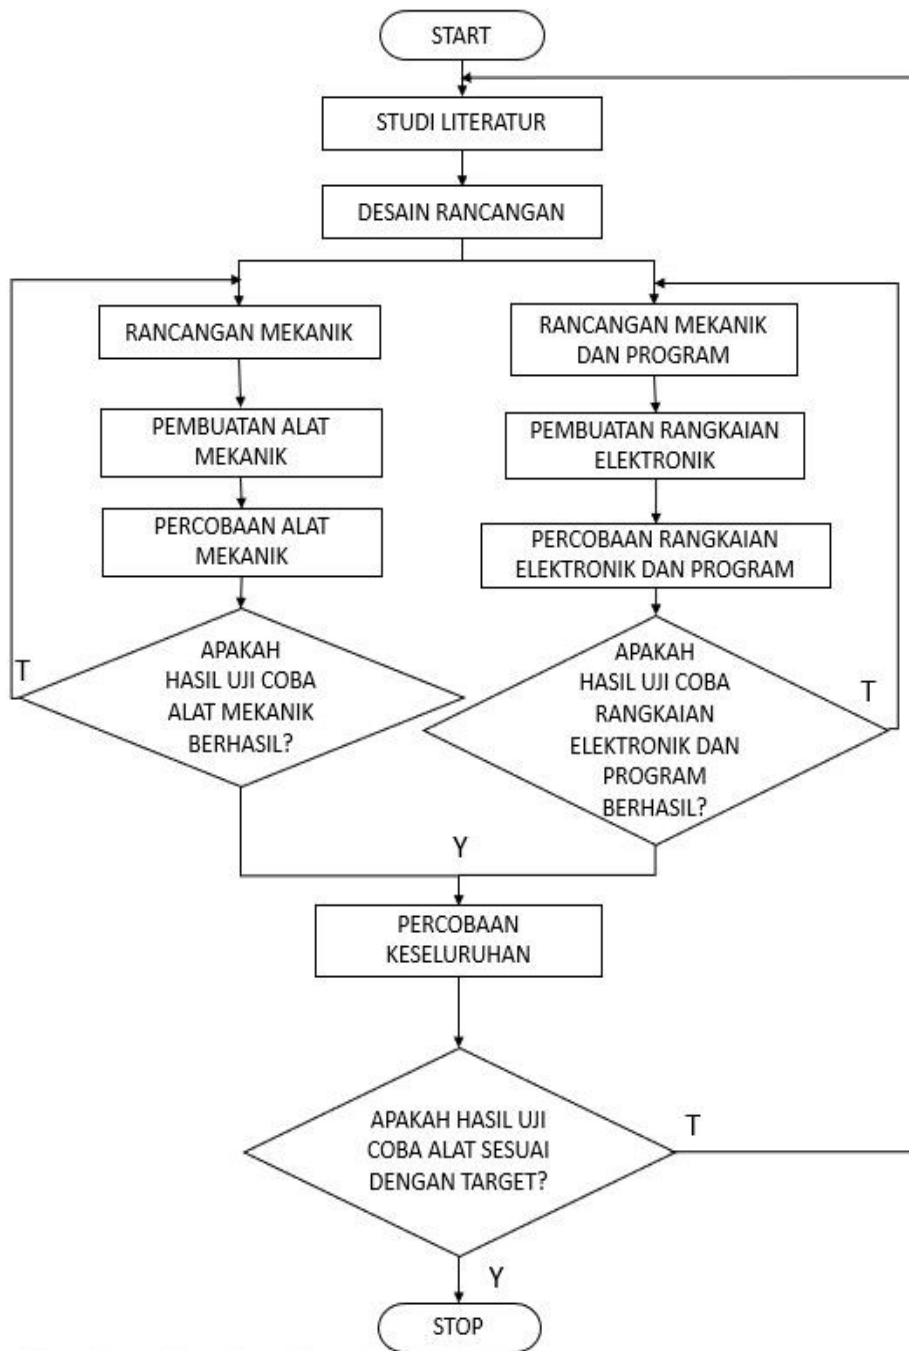 START
STUDI LITERATUR
DESAIN RANCANGAN
RANCANGAN MEKANIK
PEMBUATAN ALAT
MEKANIK
PERCOBAAN ALAT
MEKANIK
APAKAH
HASIL UJI COBA
ALAT MEKANIK
BERHASIL?
T
RANCANGAN MEKANIK
DAN PROGRAM
PEMBUATAN RANGKAIAN
ELEKTRONIK
PERCOBAAN RANGKAIAN
ELEKTRONIK DAN PROGRAM
APAKAH
HASIL UJI COBA
RANGKAIAN
ELEKTRONIK DAN
PROGRAM
BERHASIL?
T
Y
PERCOBAAN
KESELURUHAN
APAKAH HASIL UJI
COBA ALAT SESUAI
DENGAN TARGET?
T
Y
STOP